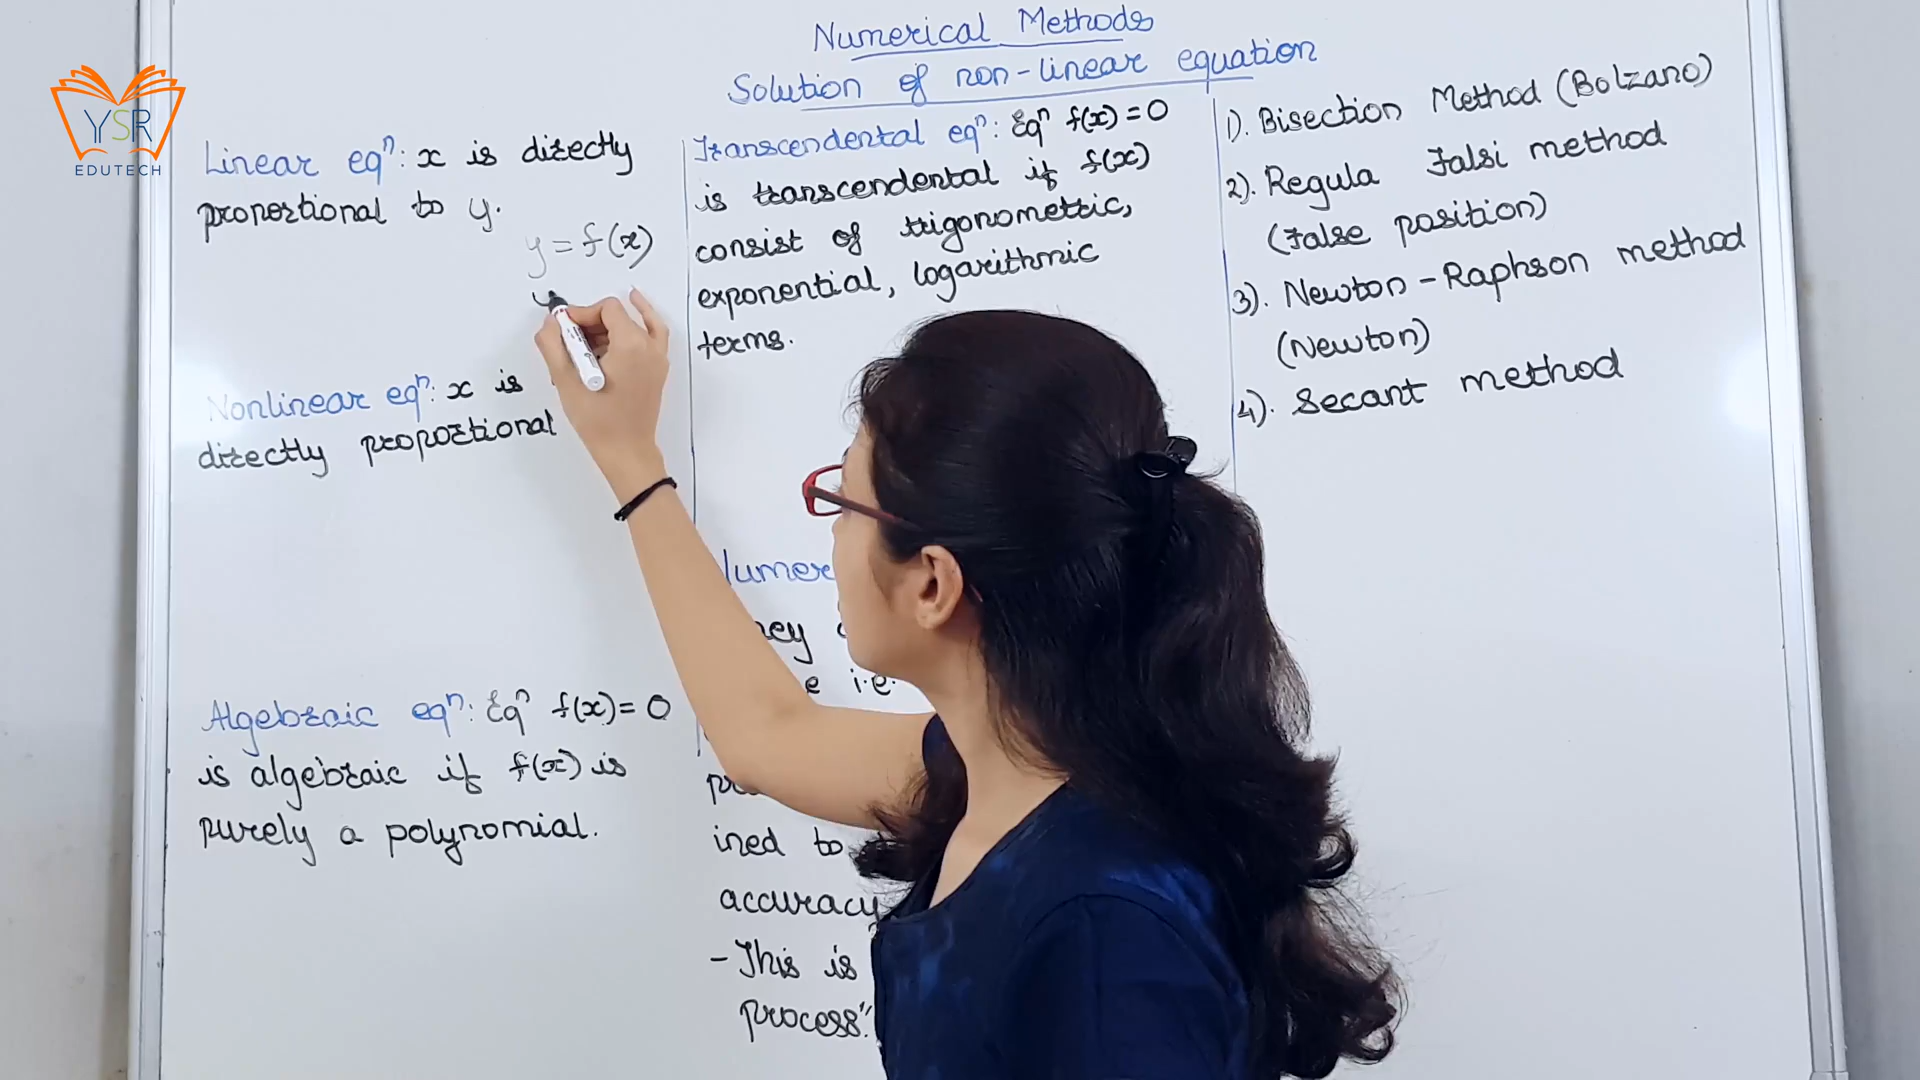 Numerical Methods
Solution of non-linear equation
YSR
EDUTECH
Linear eqⁿ: x is directly
proportional to y.
y = f(x)
y
Nonlinear eqⁿ: x is
directly proportional
Algebraic eqⁿ: Eqⁿ f(x) = 0
is algebraic if f(x) is
purely a polynomial.
Transcendental eqⁿ: Eqⁿ f(x) = 0
is transcendental if f(x)
consist of trigonometric,
exponential, logarithmic
terms.
i.e.
ined to
accuracy
- This is
process"
1). Bisection Method (Bolzano)
2). Regula Falsi method
(False position)
3). Newton - Raphson method
(Newton)
4). Secant method